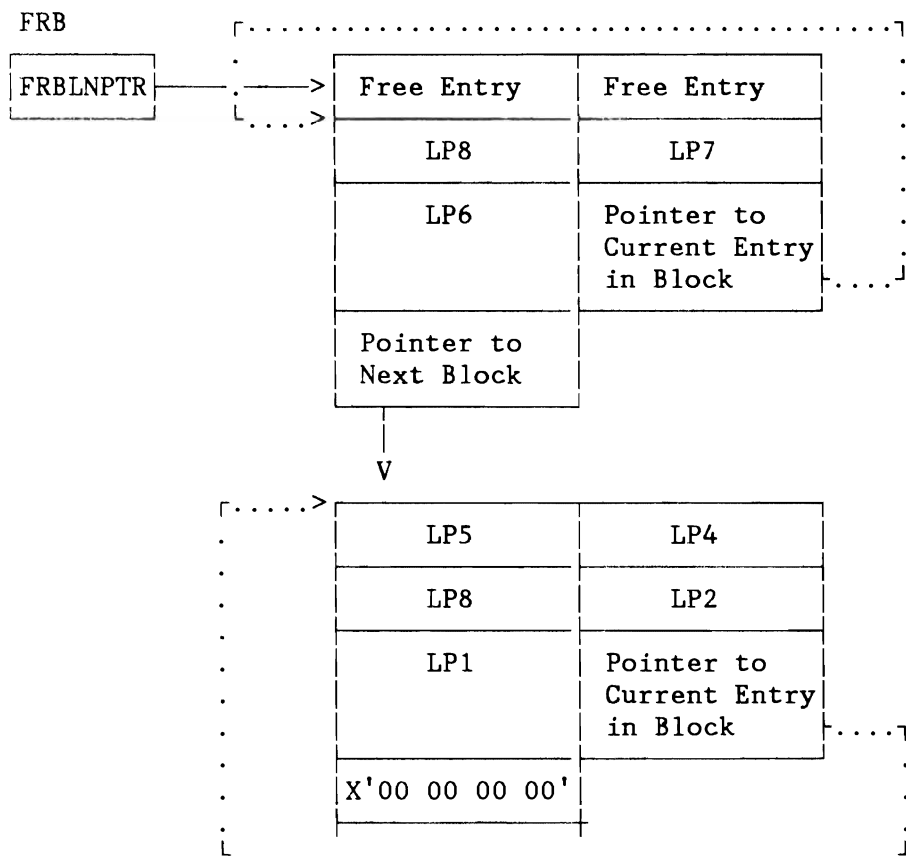 FRB
FRBLNPTR
Free Entry Free Entry
LP8 LP7
LP6 Pointer to
Current Entry
in Block
Pointer to
Next Block
V
LP5 LP4
LP8 LP2
LP1 Pointer to
Current Entry
in Block
X'00 00 00 00'